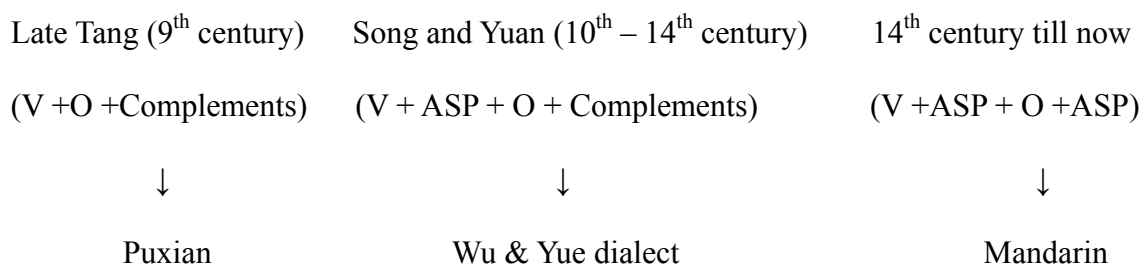 Late Tang (9th century) Song and Yuan (10th – 14th century) 14th century till now
(V +O +Complements) (V + ASP + O + Complements) (V +ASP + O +ASP)
↓ ↓ ↓
Puxian Wu & Yue dialect Mandarin